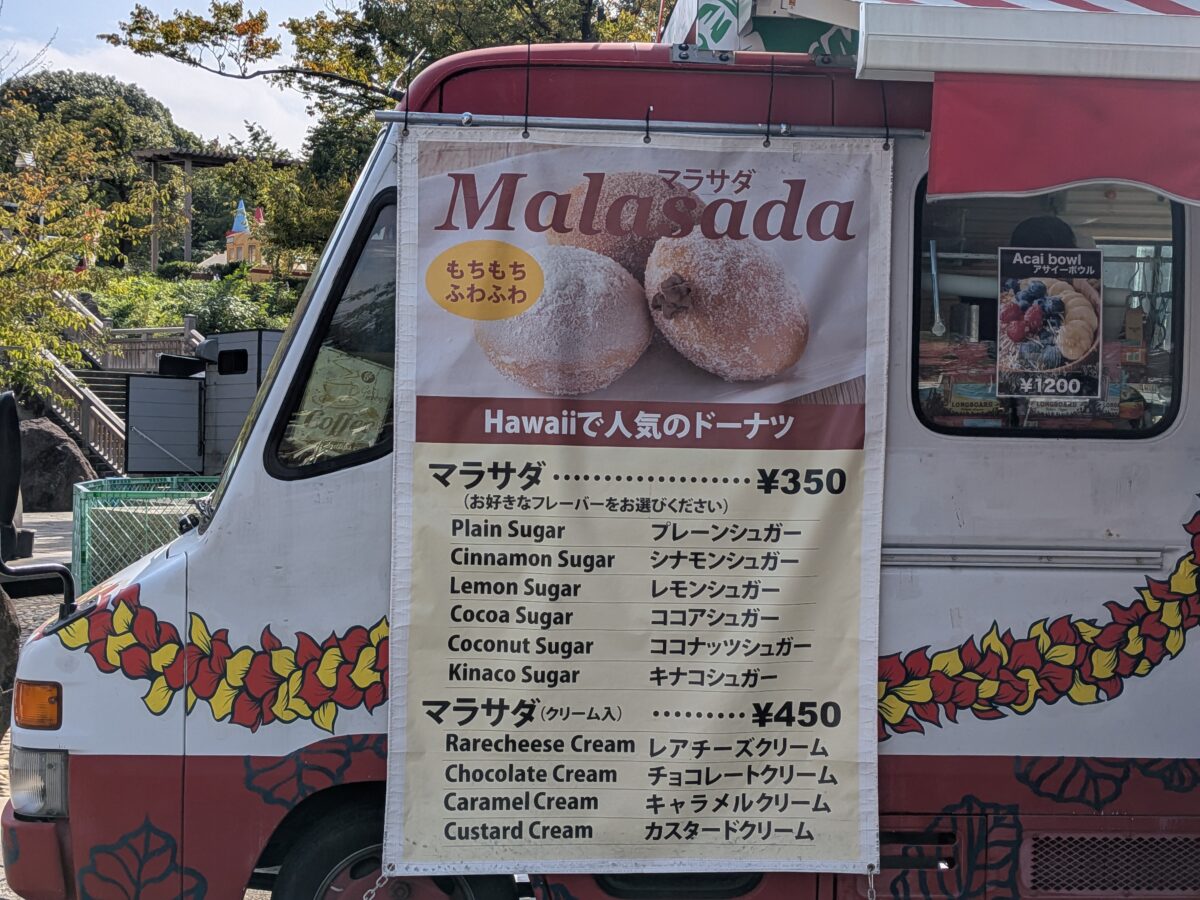 マラサダ
Malasada
もちもち
ふわふわ
Hawaiiで人気のドーナツ
マラサダ ···················· ¥350
(お好きなフレーバーをお選びください)
Plain Sugar プレーンシュガー
Cinnamon Sugar シナモンシュガー
Lemon Sugar レモンシュガー
Cocoa Sugar ココアシュガー
Coconut Sugar ココナッツシュガー
Kinaco Sugar キナコシュガー
マラサダ(クリーム入) ·········· ¥450
Rarecheese Cream レアチーズクリーム
Chocolate Cream チョコレートクリーム
Caramel Cream キャラメルクリーム
Custard Cream カスタードクリーム
Acai bowl
アサイーボウル
¥1200
LONGBOARD
LONGBOARD
Coffee